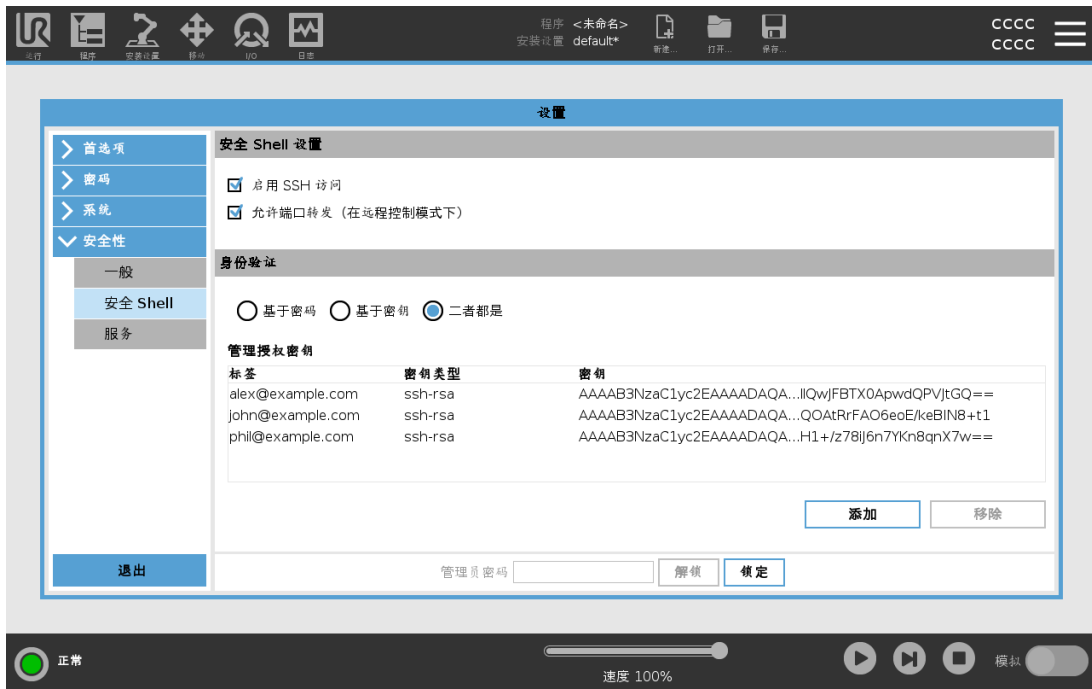 程序 <未命名>
安装设置 default*
cccc
cccc
运行 程序 安装设置 移动 I/O 日志 新建... 打开... 保存...
设置
首选项
密码
系统
安全性
一般
安全 Shell
服务
退出
安全 Shell 设置
启用 SSH 访问
允许端口转发（在远程控制模式下）
身份验证
基于密码 基于密钥 二者都是
管理授权密钥
标签 密钥类型 密钥
alex@example.com ssh-rsa AAAAB3NzaC1yc2EAAAADAQA...IIQwJFBTX0ApwdQPVJtGQ==
john@example.com ssh-rsa AAAAB3NzaC1yc2EAAAADAQA...QOAtRrFAO6eoE/keBIN8+t1
phil@example.com ssh-rsa AAAAB3NzaC1yc2EAAAADAQA...H1+/z78iJ6n7YKn8qnX7w==
添加 移除
管理员密码 解锁 锁定
正常
速度 100%
模拟